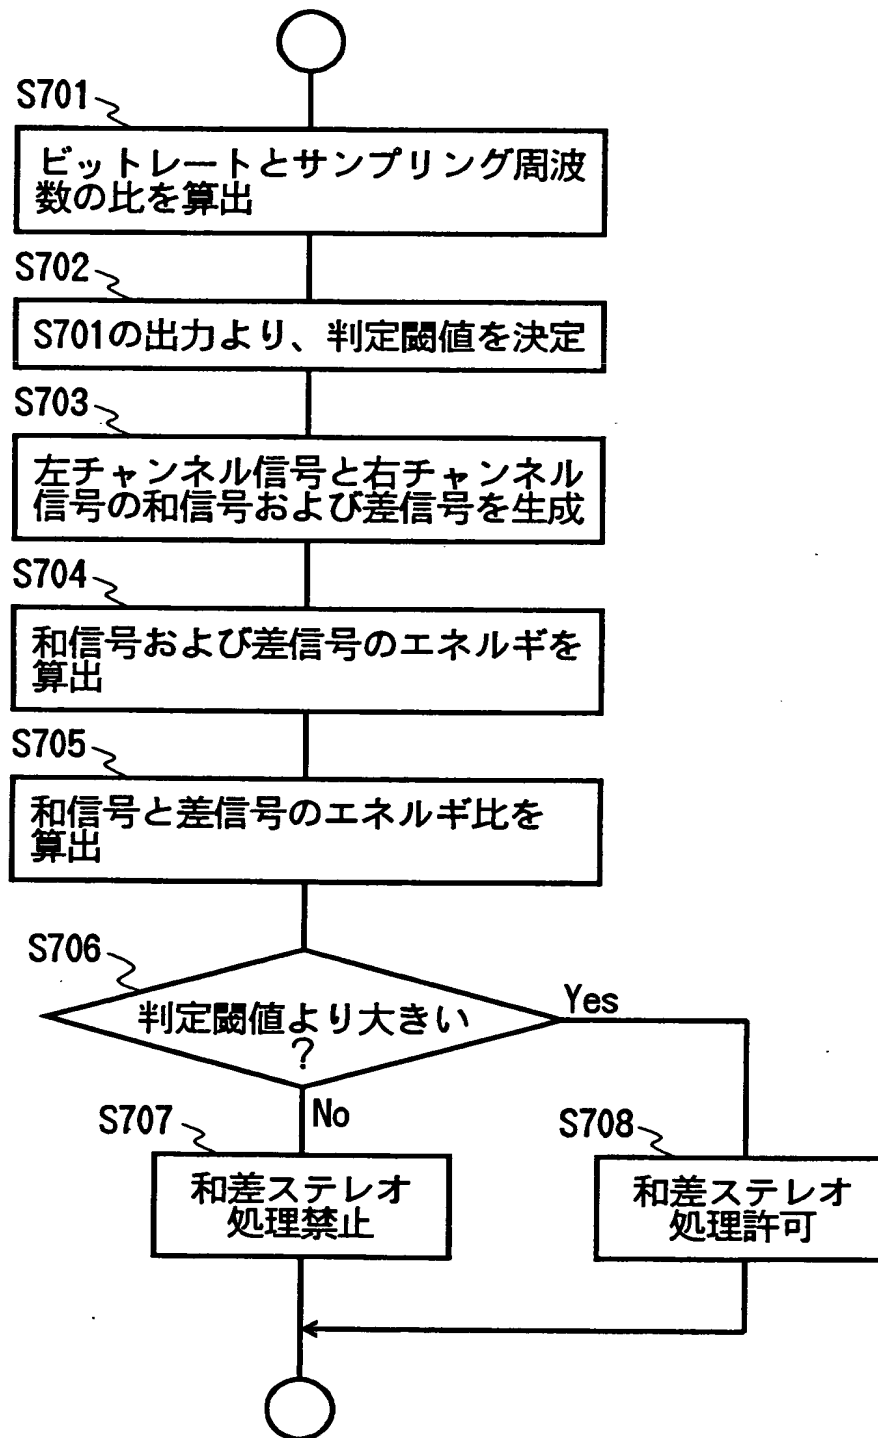 S701
ビットレートとサンプリング周波
数の比を算出
S702
S701の出力より、判定閾値を決定
S703
左チャンネル信号と右チャンネル
信号の和信号および差信号を生成
S704
和信号および差信号のエネルギを
算出
S705
和信号と差信号のエネルギ比を
算出
S706
判定閾値より大きい
?
Yes
No
S707
和差ステレオ
処理禁止
S708
和差ステレオ
処理許可